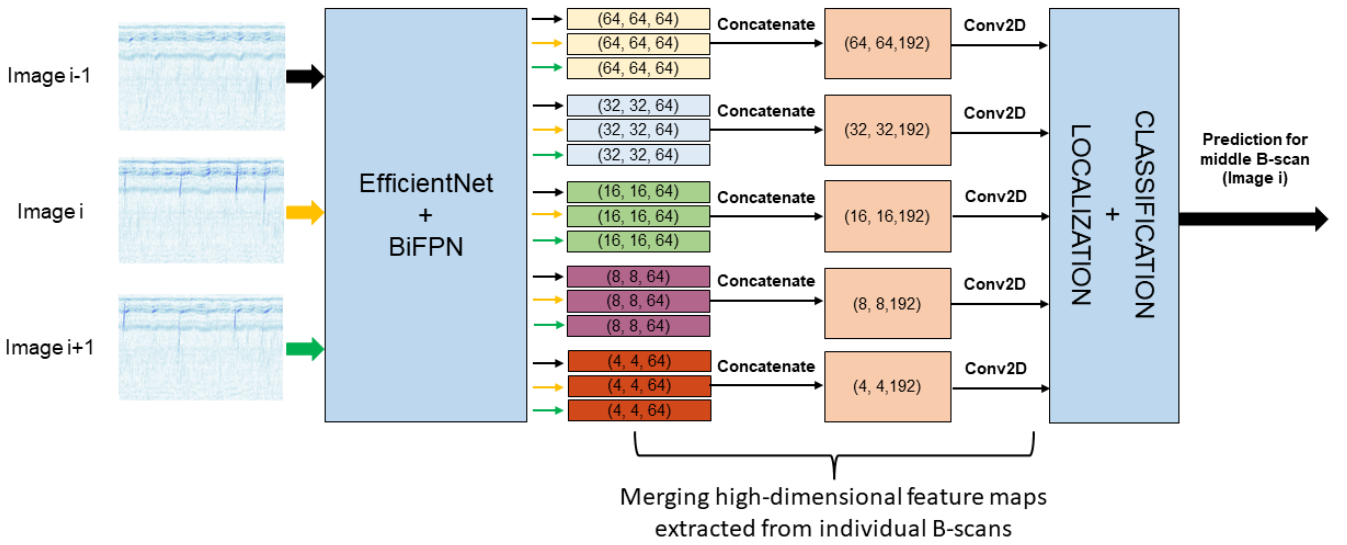 Image i-1
Image i
Image i+1
EfficientNet
+
BiFPN
(64, 64, 64)
(64, 64, 64)
(64, 64, 64)
Concatenate
(64, 64,192)
Conv2D
(32, 32, 64)
(32, 32, 64)
(32, 32, 64)
Concatenate
(32, 32,192)
Conv2D
(16, 16, 64)
(16, 16, 64)
(16, 16, 64)
Concatenate
(16, 16,192)
Conv2D
(8, 8, 64)
(8, 8, 64)
(8, 8, 64)
Concatenate
(8, 8,192)
Conv2D
(4, 4, 64)
(4, 4, 64)
(4, 4, 64)
Concatenate
(4, 4,192)
Conv2D
CLASSIFICATION
+
LOCALIZATION
Prediction for
middle B-scan
(Image i)
Merging high-dimensional feature maps
extracted from individual B-scans